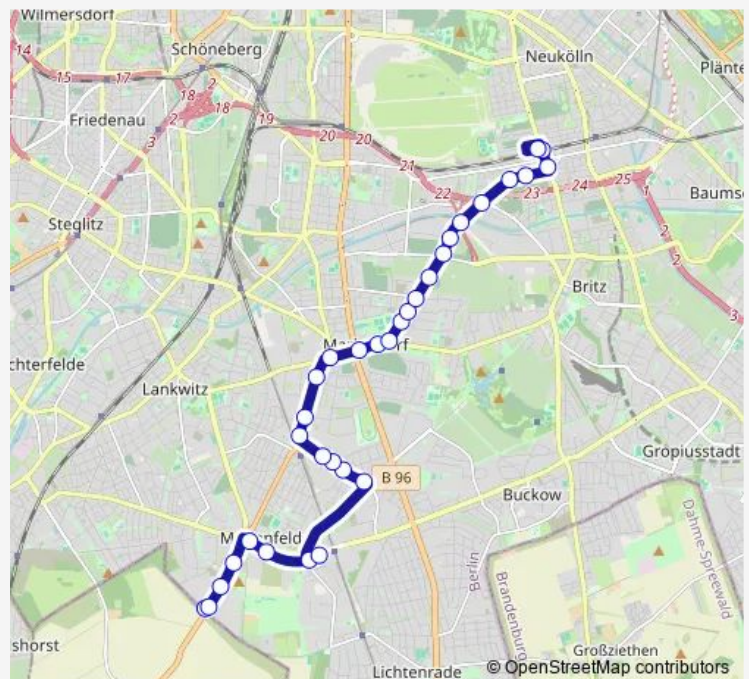 Wilmersdorf
Schöneberg
Neukölln
14
15
17
2
18
2
18
19
20
20
21
22
23
24
25
1
2
2
3
3
Friedenau
Steglitz
Britz
chterfelde
Lankwitz
Gropiusstadt
B 96
Buckow
Berlin
Brandenburg
Dahme-Spreewald
Großziethen
shorst
Lichtenrade
© OpenStreetMap contributors